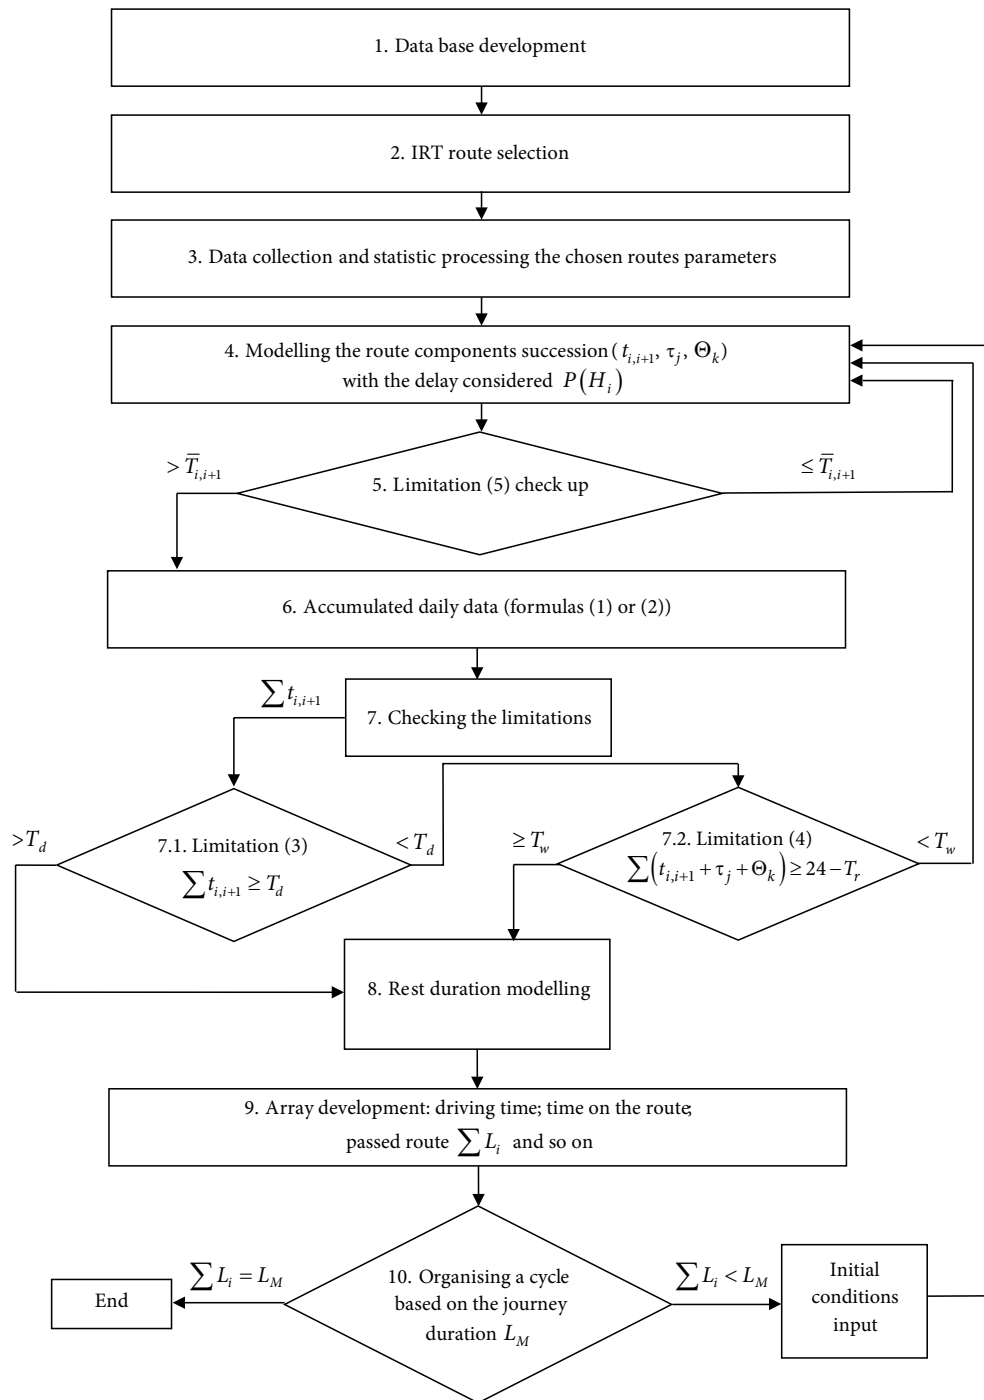 1. Data base development
2. IRT route selection
3. Data collection and statistic processing the chosen routes parameters
4. Modelling the route components succession (t_{i,i+1}, τ_j, Θ_k)
with the delay considered P(H_i)
> T̅_{i,i+1}
≤ T̅_{i,i+1}
5. Limitation (5) check up
6. Accumulated daily data (formulas (1) or (2))
∑ t_{i,i+1}
7. Checking the limitations
>T_d
7.1. Limitation (3)
∑ t_{i,i+1} ≥ T_d
< T_d
≥ T_w
7.2. Limitation (4)
∑(t_{i,i+1} + τ_j + Θ_k) ≥ 24 − T_r
< T_w
8. Rest duration modelling
9. Array development: driving time; time on the route;
passed route ∑ L_i and so on
∑ L_i = L_M
End
10. Organising a cycle
based on the journey
duration L_M
∑ L_i < L_M
Initial
conditions
input